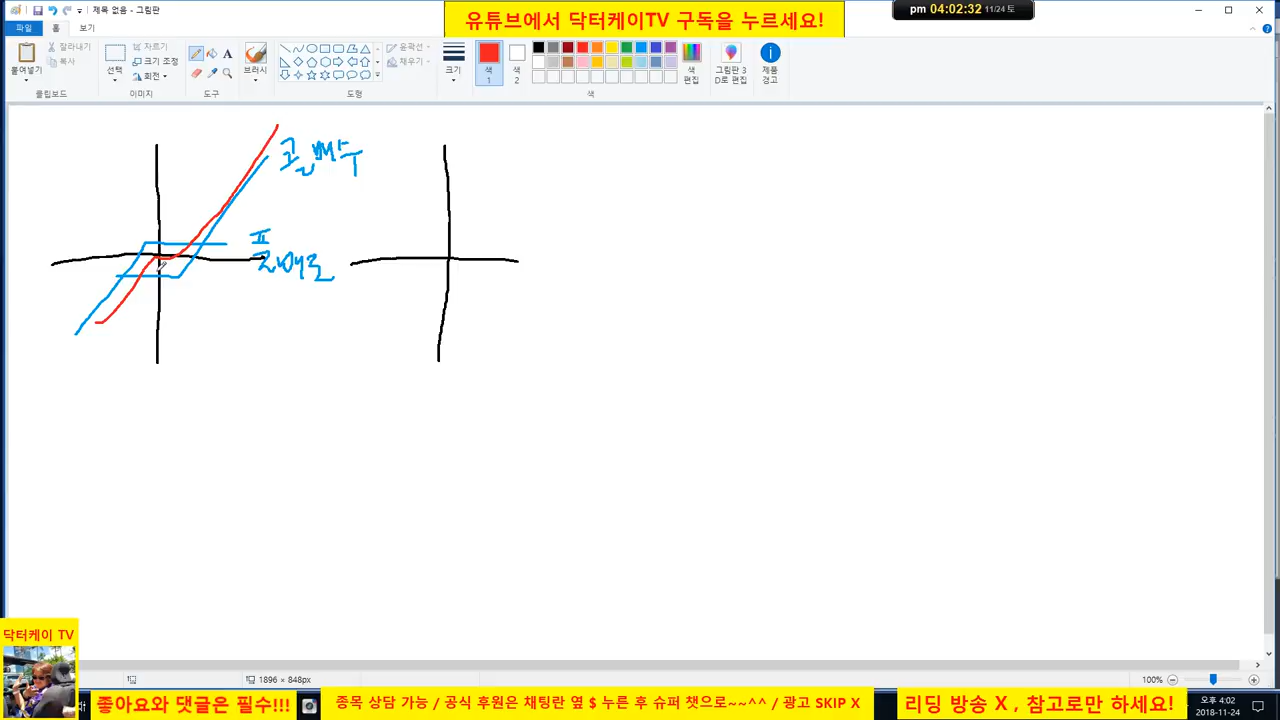 제목 없음 - 그림판
유튜브에서 닥터케이TV 구독을 누르세요!
pm 04:02:32 11/24 토
파일 홈 보기
붙여넣기
잘라내기
복사
클립보드
선택
자르기
크기 조정
회전
이미지
A
도구
브러시
윤곽선
채우기
도형
크기
색
1
색
2
색
편집
색
그림판 3
D로 편집
제품
경고
콜매수
풋매도
닥터케이 TV
1896 × 848px
100%
좋아요와 댓글은 필수!!!
종목 상담 가능 / 공식 후원은 채팅란 옆 $ 누른 후 슈퍼 챗으로~~^^ / 광고 SKIP X
리딩 방송 X , 참고로만 하세요!
오후 4:02
2018-11-24